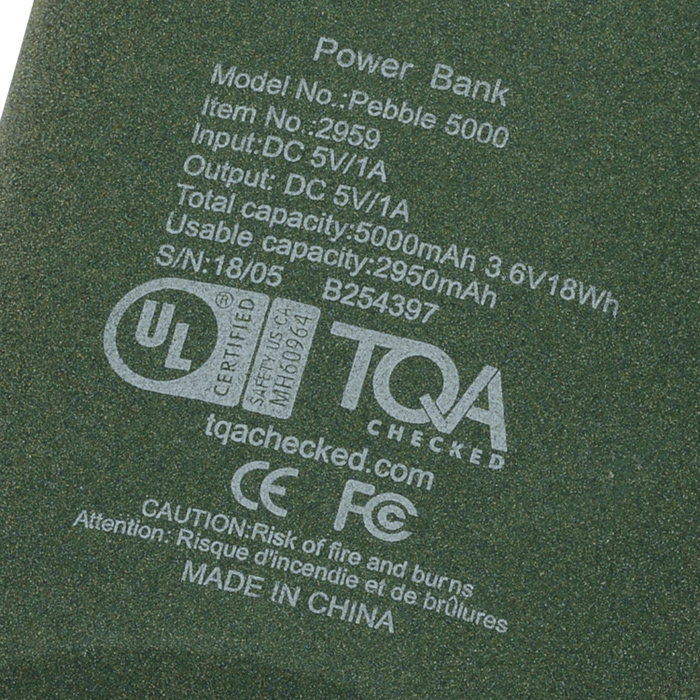 Power Bank
Model No.:Pebble 5000
Item No.:2959
Input:DC 5V/1A
Output: DC 5V/1A
Total capacity:5000mAh 3.6V18Wh
Usable capacity:2950mAh
S/N:18/05 B254397
UL ® CERTIFIED
SAFETY US-CA
MH60964
TQA
CHECKED
tqachecked.com
CE FC
CAUTION:Risk of fire and burns
Attention: Risque d'incendie et de brûlures
MADE IN CHINA